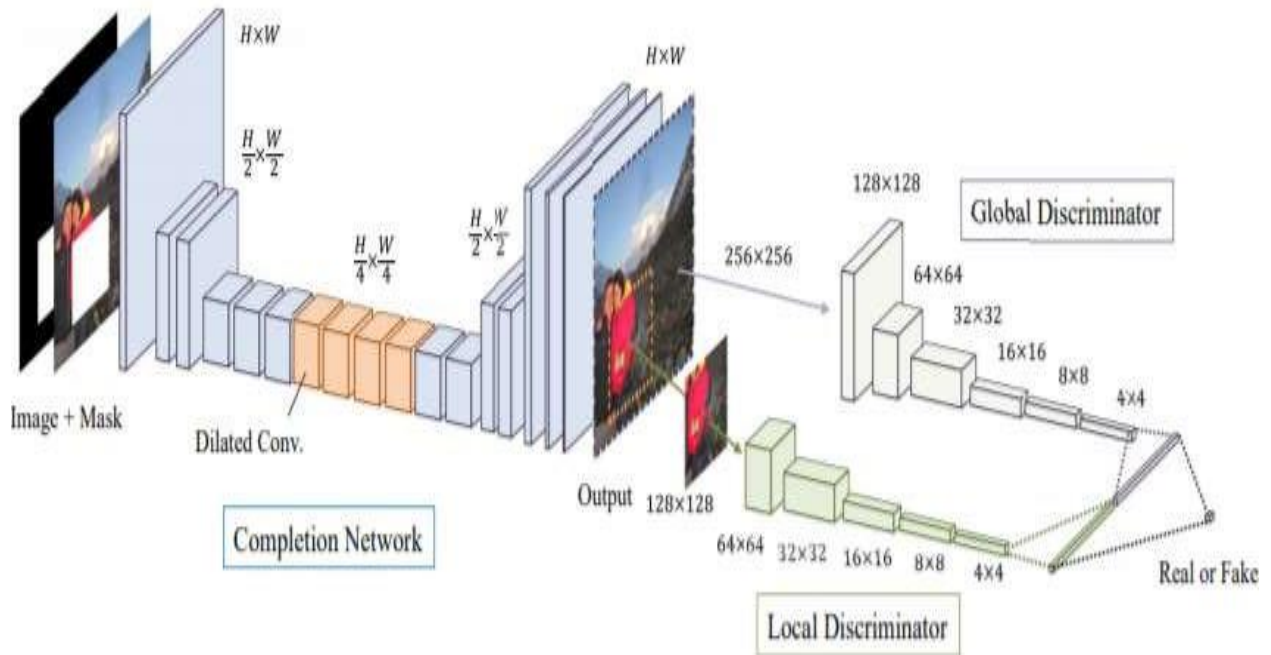 H×W
H/2 × W/2
H/4 × W/4
H/2 × W/2
H×W
Image + Mask
Dilated Conv.
Completion Network
Output
256×256
128×128
Global Discriminator
64×64
32×32
16×16
8×8
4×4
128×128
64×64
32×32
16×16
8×8
4×4
Local Discriminator
Real or Fake